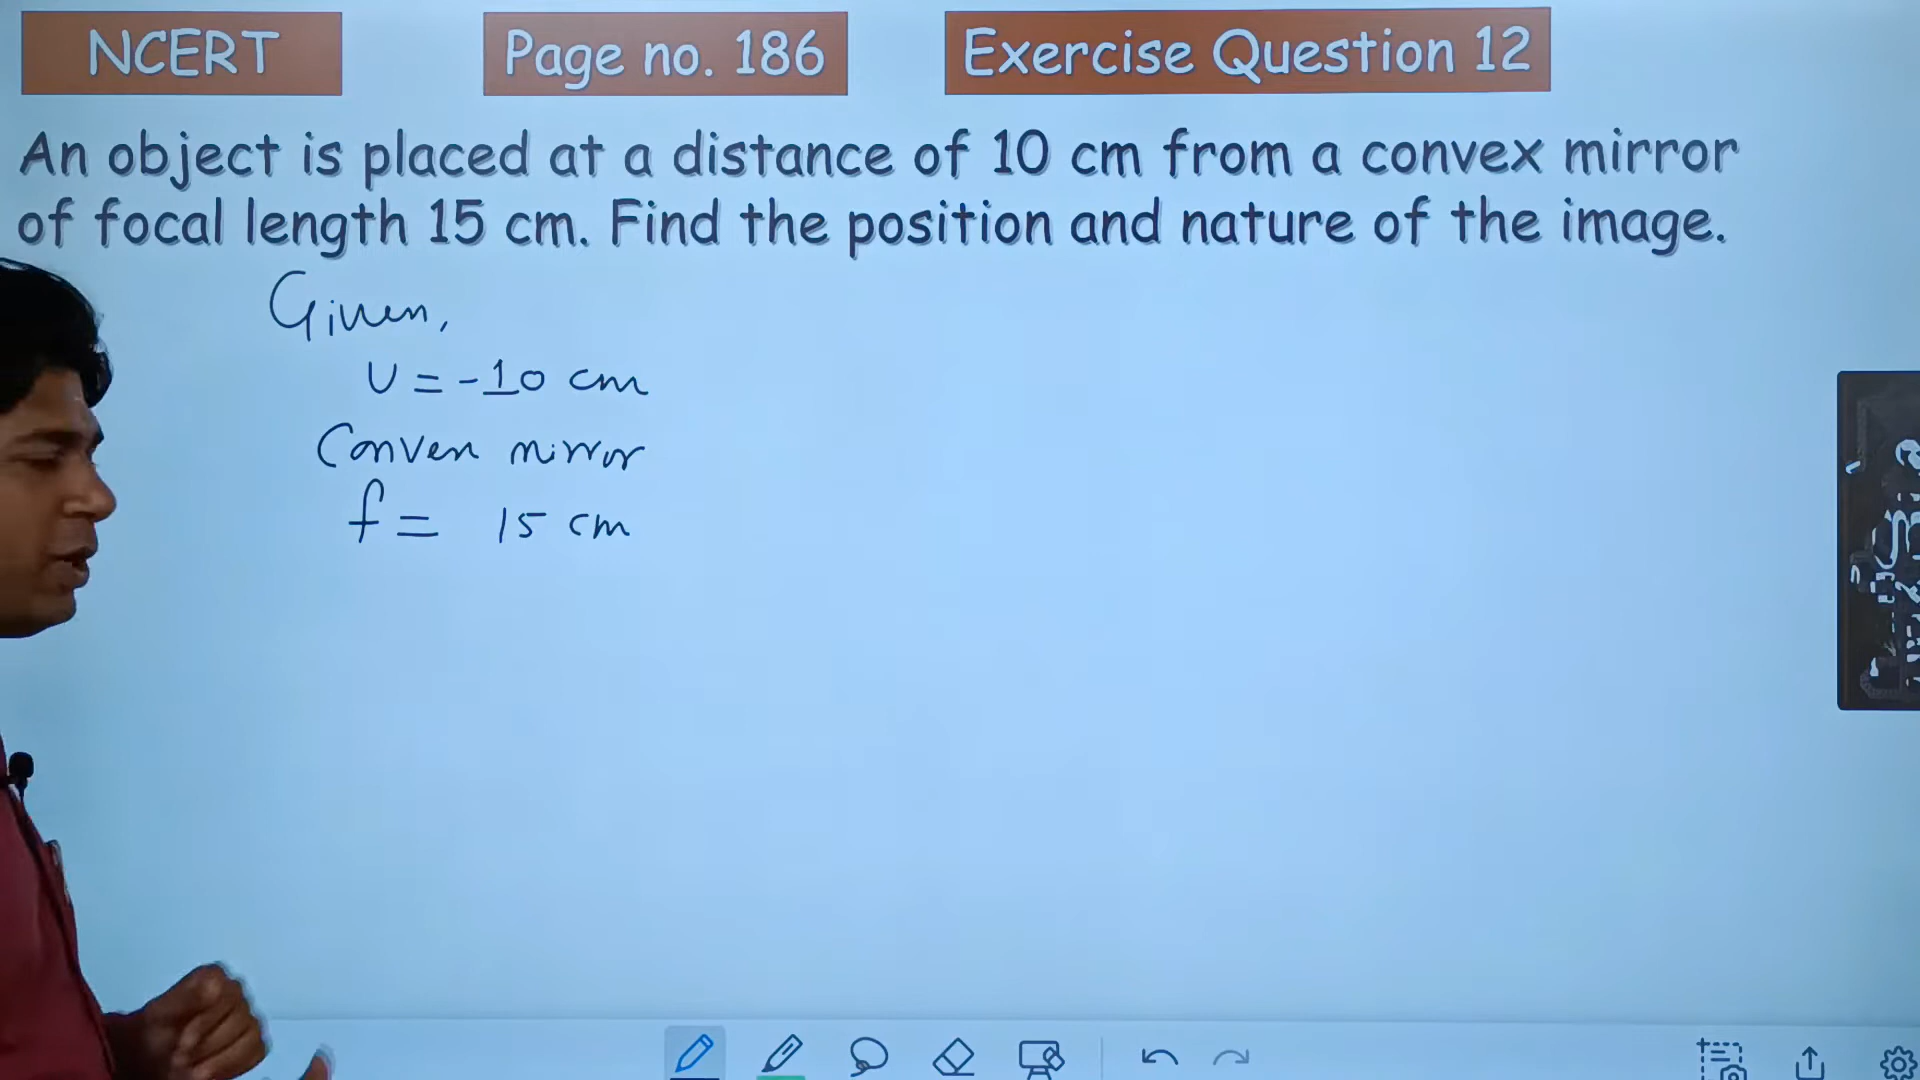 NCERT
Page no. 186
Exercise Question 12
An object is placed at a distance of 10 cm from a convex mirror
of focal length 15 cm. Find the position and nature of the image.
Given,
u = -10 cm
Convex mirror
f = 15 cm